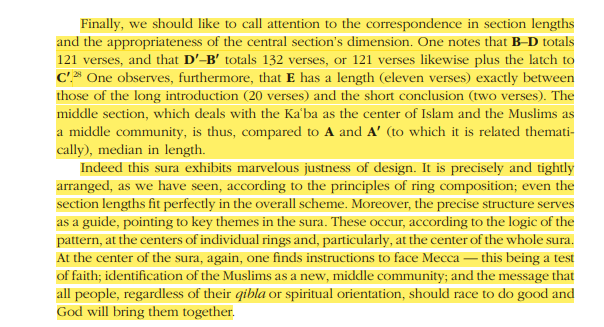 Finally, we should like to call attention to the correspondence in section lengths
and the appropriateness of the central section's dimension. One notes that B–D totals
121 verses, and that D′–B′ totals 132 verses, or 121 verses likewise plus the latch to
C′.28 One observes, furthermore, that E has a length (eleven verses) exactly between
those of the long introduction (20 verses) and the short conclusion (two verses). The
middle section, which deals with the Kaʿba as the center of Islam and the Muslims as
a middle community, is thus, compared to A and A′ (to which it is related themati-
cally), median in length.
Indeed this sura exhibits marvelous justness of design. It is precisely and tightly
arranged, as we have seen, according to the principles of ring composition; even the
section lengths fit perfectly in the overall scheme. Moreover, the precise structure serves
as a guide, pointing to key themes in the sura. These occur, according to the logic of the
pattern, at the centers of individual rings and, particularly, at the center of the whole sura.
At the center of the sura, again, one finds instructions to face Mecca — this being a test
of faith; identification of the Muslims as a new, middle community; and the message that
all people, regardless of their qibla or spiritual orientation, should race to do good and
God will bring them together.